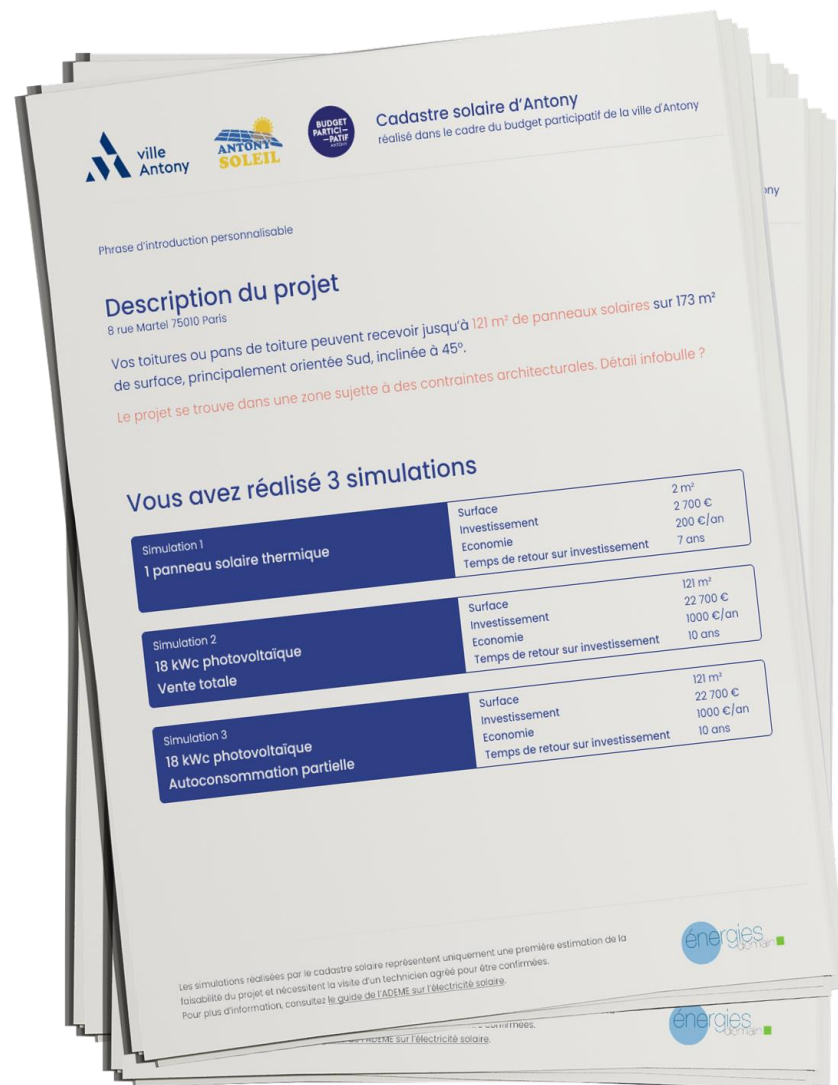 ville
Antony
ANTONY
SOLEIL
BUDGET
PARTICI–
–PATIF
ANTONY
Cadastre solaire d'Antony
réalisé dans le cadre du budget participatif de la ville d'Antony
ony
Phrase d'introduction personnalisable
Description du projet
8 rue Martel 75010 Paris
Vos toitures ou pans de toiture peuvent recevoir jusqu'à 121 m² de panneaux solaires sur 173 m²
de surface, principalement orientée Sud, inclinée à 45°.
Le projet se trouve dans une zone sujette à des contraintes architecturales. Détail infobulle ?
Vous avez réalisé 3 simulations
Simulation 1
1 panneau solaire thermique
Surface 2 m²
Investissement 2 700 €
Economie 200 €/an
Temps de retour sur investissement 7 ans
Simulation 2
18 kWc photovoltaïque
Vente totale
Surface 121 m²
Investissement 22 700 €
Economie 1000 €/an
Temps de retour sur investissement 10 ans
Simulation 3
18 kWc photovoltaïque
Autoconsommation partielle
Surface 121 m²
Investissement 22 700 €
Economie 1000 €/an
Temps de retour sur investissement 10 ans
Les simulations réalisées par le cadastre solaire représentent uniquement une première estimation de la
faisabilité du projet et nécessitent la visite d'un technicien agréé pour être confirmées.
Pour plus d'information, consultez le guide de l'ADEME sur l'électricité solaire.
énergies
demain
confirmées.
l'ADEME sur l'électricité solaire.
énergies
demain